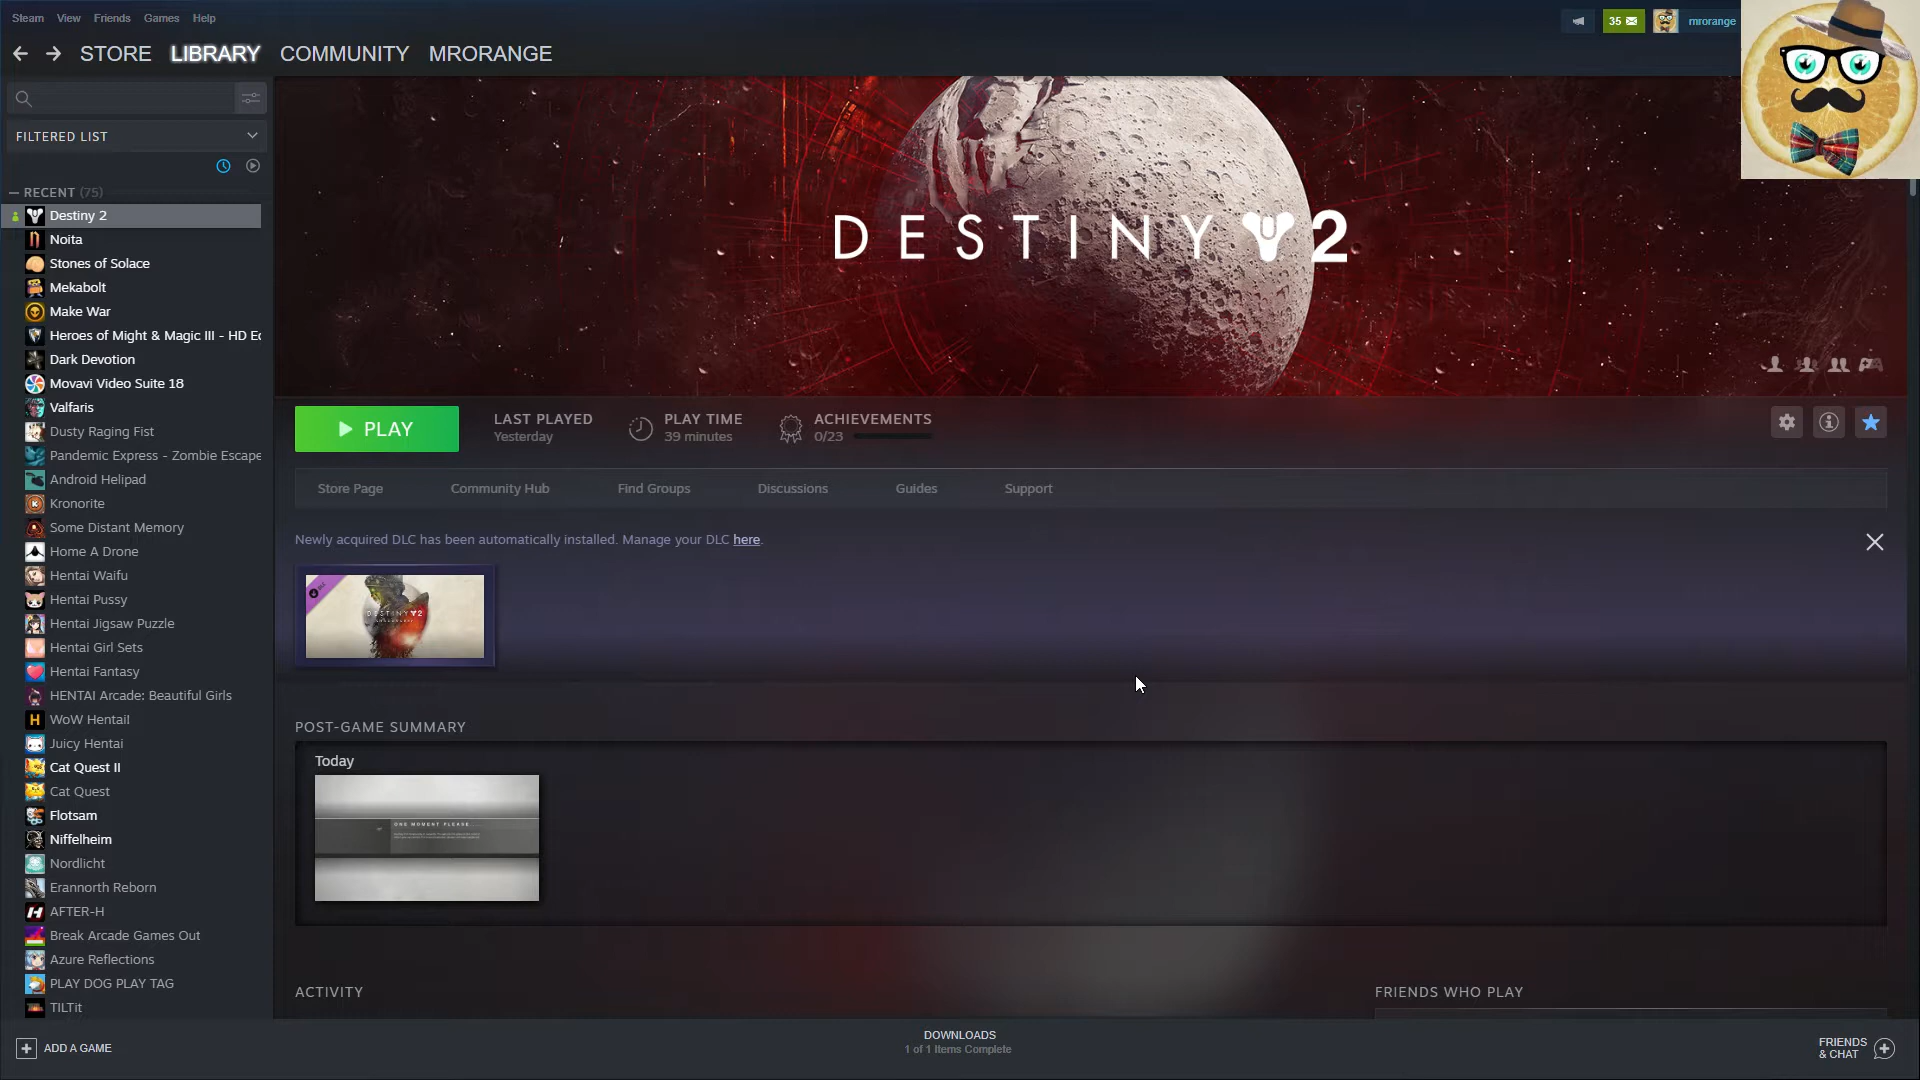 Steam View Friends Games Help
35
mrorange
STORE LIBRARY COMMUNITY MRORANGE
FILTERED LIST
RECENT (75)
Destiny 2
Noita
Stones of Solace
Mekabolt
Make War
Heroes of Might & Magic III - HD Ec
Dark Devotion
Movavi Video Suite 18
Valfaris
Dusty Raging Fist
Pandemic Express - Zombie Escape
Android Helipad
Kronorite
Some Distant Memory
Home A Drone
Hentai Waifu
Hentai Pussy
Hentai Jigsaw Puzzle
Hentai Girl Sets
Hentai Fantasy
HENTAI Arcade: Beautiful Girls
WoW Hentail
Juicy Hentai
Cat Quest II
Cat Quest
Flotsam
Niffelheim
Nordlicht
Erannorth Reborn
AFTER-H
Break Arcade Games Out
Azure Reflections
PLAY DOG PLAY TAG
TILTit
ADD A GAME
DESTINY 2
PLAY
LAST PLAYED
Yesterday
PLAY TIME
39 minutes
ACHIEVEMENTS
0/23
Store Page Community Hub Find Groups Discussions Guides Support
Newly acquired DLC has been automatically installed. Manage your DLC here.
DESTINY 2
POST-GAME SUMMARY
Today
ONE MOMENT PLEASE
ACTIVITY
FRIENDS WHO PLAY
DOWNLOADS
1 of 1 Items Complete
FRIENDS
& CHAT